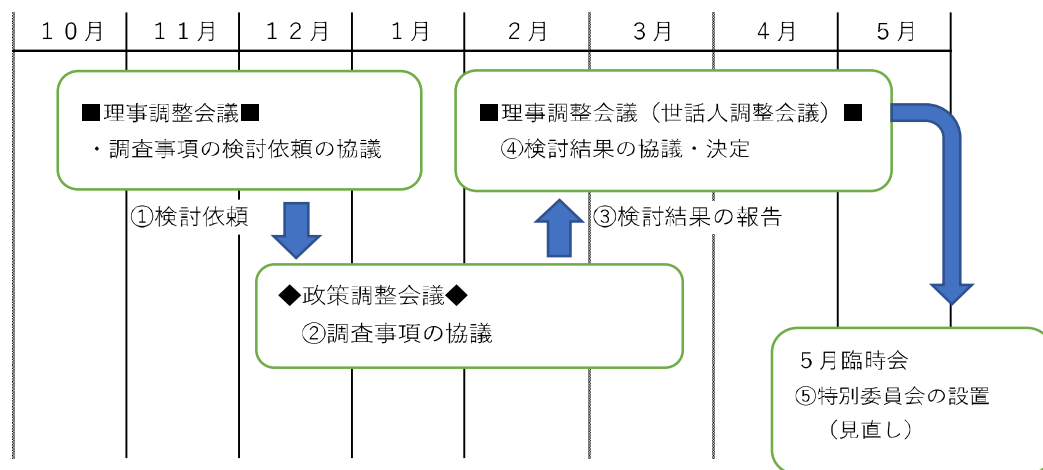 １０月 １１月 １２月 １月 ２月 ３月 ４月 ５月
■理事調整会議■
・調査事項の検討依頼の協議
■理事調整会議（世話人調整会議）■
④検討結果の協議・決定
①検討依頼
③検討結果の報告
◆政策調整会議◆
②調査事項の協議
５月臨時会
⑤特別委員会の設置
（見直し）